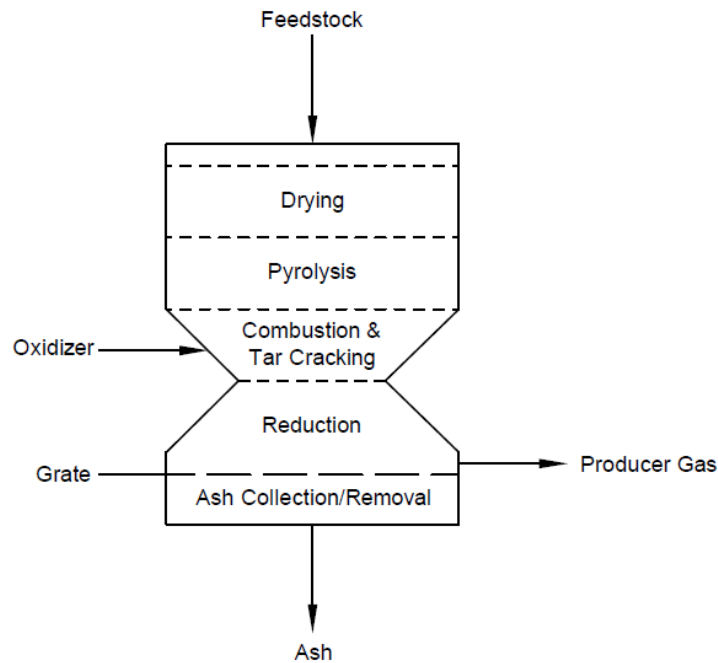 Feedstock
Drying
Pyrolysis
Combustion &
Tar Cracking
Oxidizer
Reduction
Grate
Producer Gas
Ash Collection/Removal
Ash